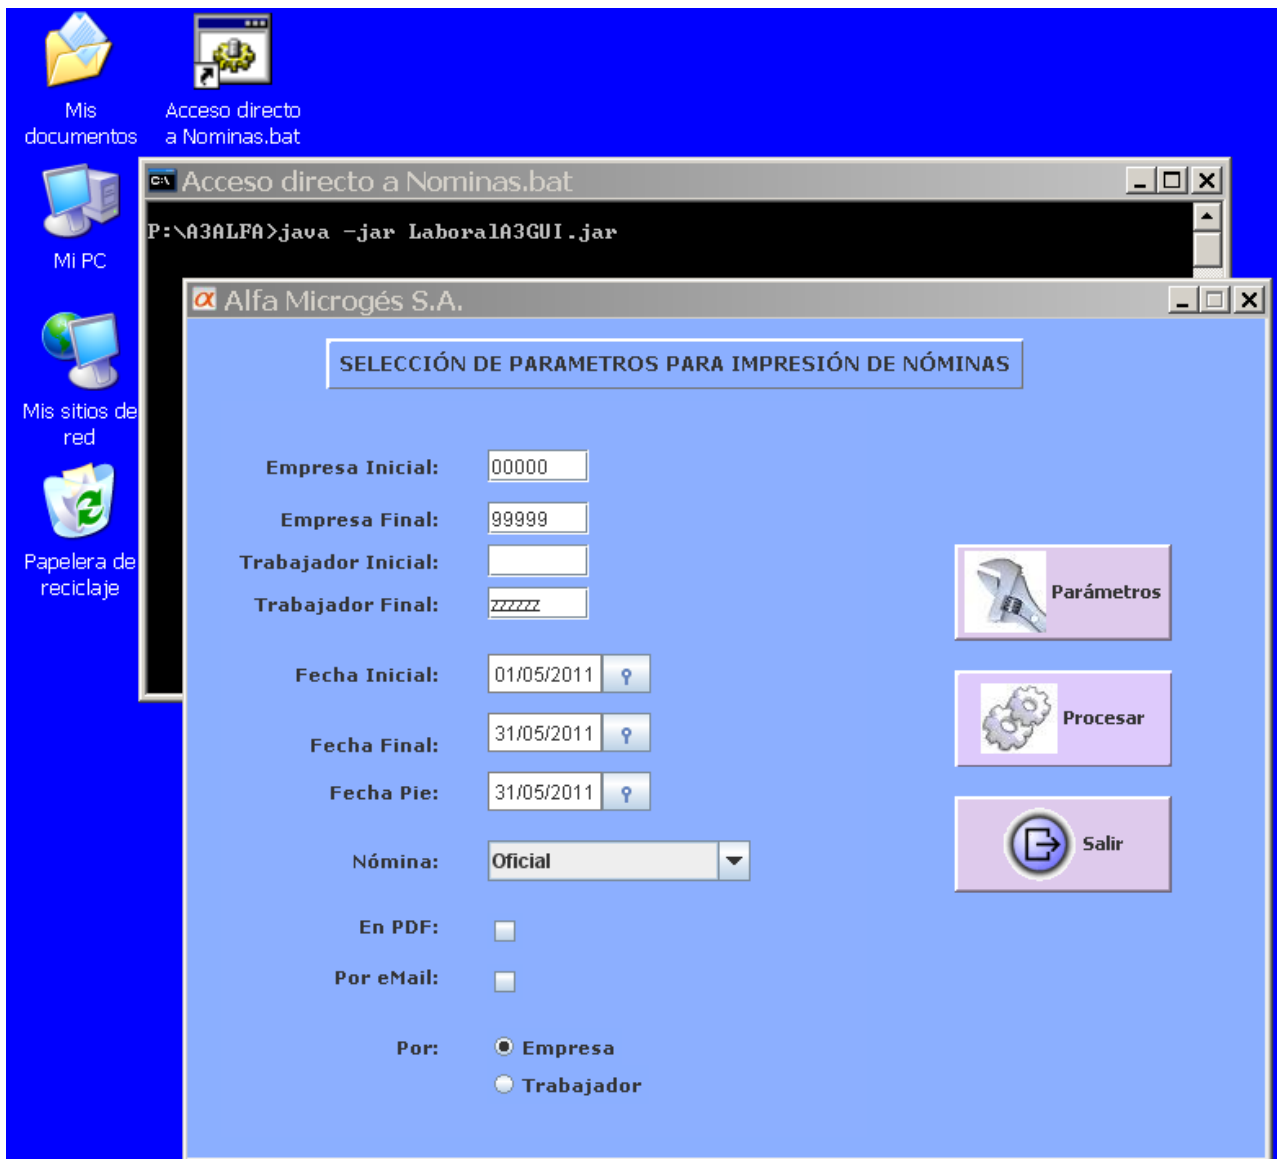 Mis
documentos
Acceso directo
a Nominas.bat
Mi PC
Mis sitios de
red
Papelera de
reciclaje
C:\ Acceso directo a Nominas.bat
P:\A3ALFA>java -jar LaboralA3GUI.jar
α Alfa Microgés S.A.
SELECCIÓN DE PARAMETROS PARA IMPRESIÓN DE NÓMINAS
Empresa Inicial: 00000
Empresa Final: 99999
Trabajador Inicial:
Trabajador Final: zzzzzz
Fecha Inicial: 01/05/2011
Fecha Final: 31/05/2011
Fecha Pie: 31/05/2011
Nómina: Oficial
En PDF:
Por eMail:
Por: Empresa
Trabajador
Parámetros
Procesar
Salir